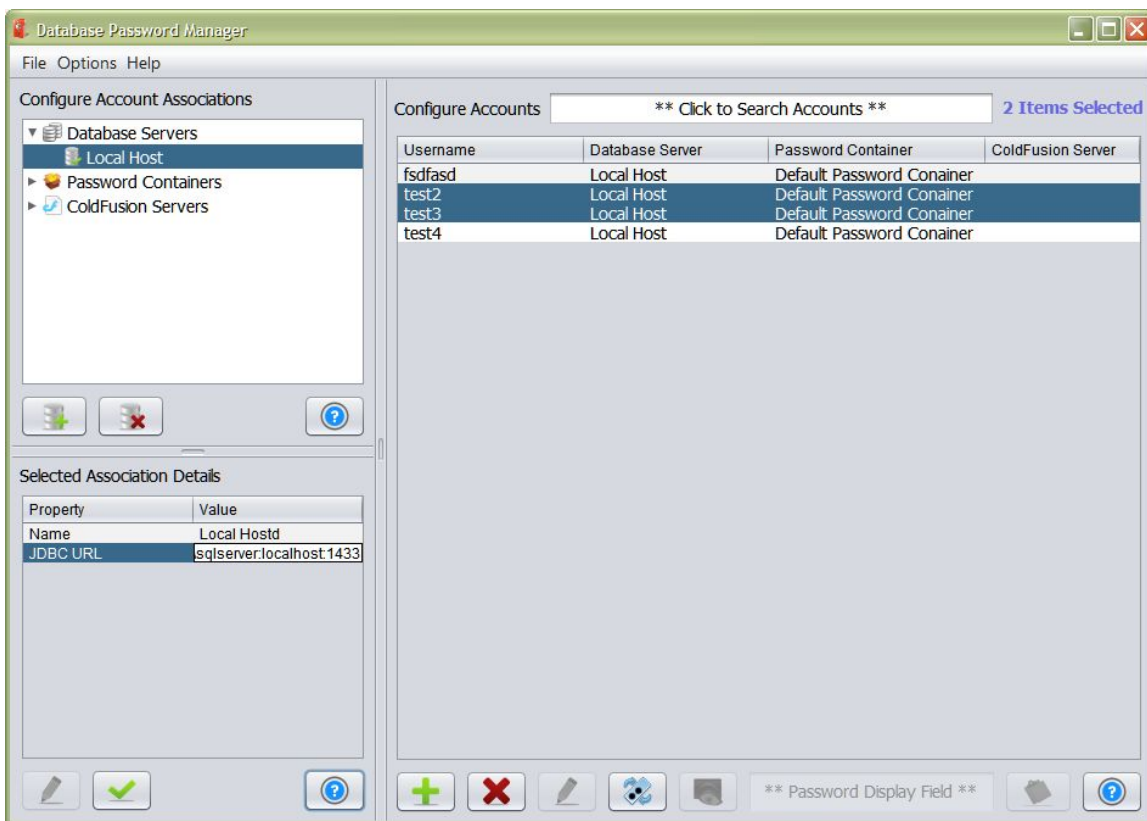 Database Password Manager
File Options Help
Configure Account Associations
Database Servers
Local Host
Password Containers
ColdFusion Servers
Selected Association Details
Property Value
Name Local Hostd
JDBC URL sqlserver:localhost:1433
Configure Accounts ** Click to Search Accounts ** 2 Items Selected
Username Database Server Password Container ColdFusion Server
fsdfasd Local Host Default Password Conainer
test2 Local Host Default Password Conainer
test3 Local Host Default Password Conainer
test4 Local Host Default Password Conainer
** Password Display Field **